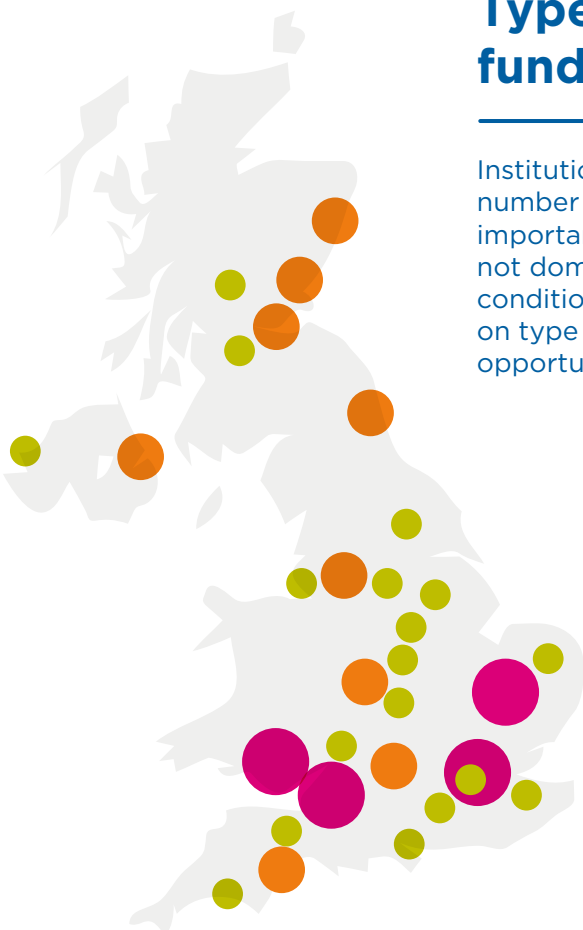 Type
fund
Institutio
number
importa
not dom
conditio
on type
opportu